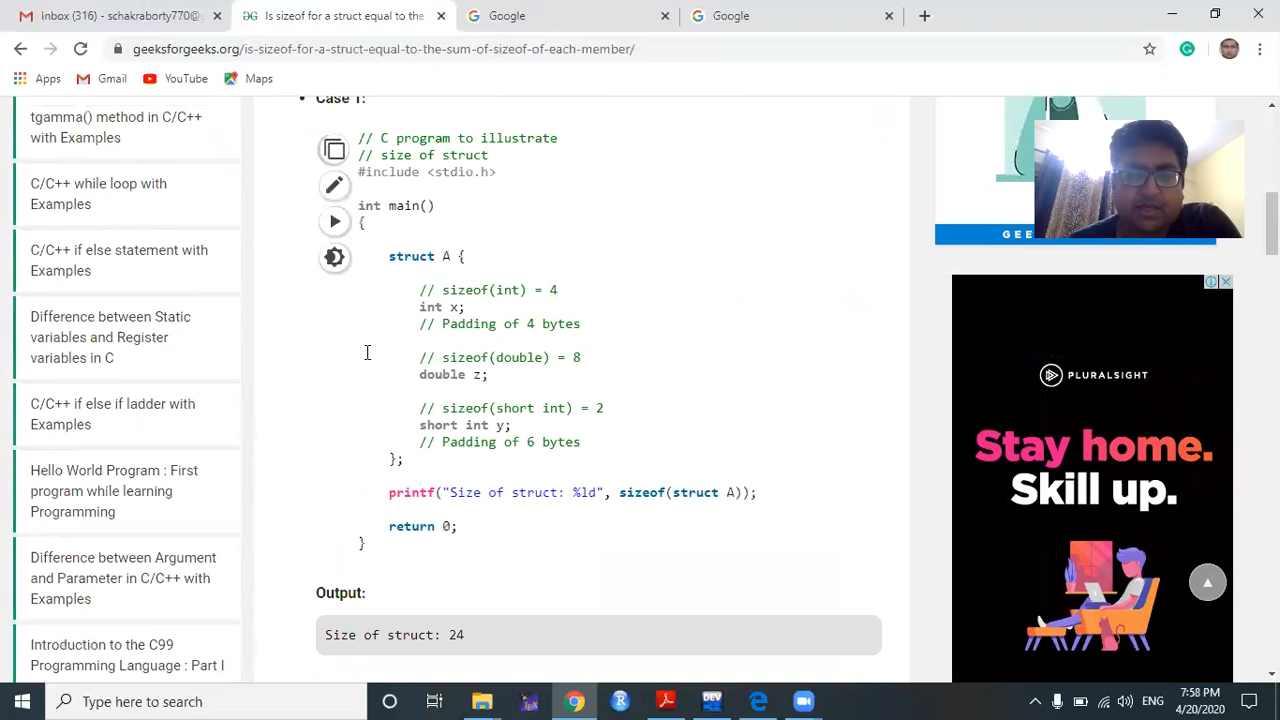 inbox (316) - schakraborty770@g
Is sizeof for a struct equal to the
Google
Google
geeksforgeeks.org/is-sizeof-for-a-struct-equal-to-the-sum-of-sizeof-of-each-member/
Apps
Gmail
YouTube
Maps
tgamma() method in C/C++
with Examples
C/C++ while loop with
Examples
C/C++ if else statement with
Examples
Difference between Static
variables and Register
variables in C
C/C++ if else if ladder with
Examples
Hello World Program : First
program while learning
Programming
Difference between Argument
and Parameter in C/C++ with
Examples
Introduction to the C99
Programming Language : Part I
Case 1:
// C program to illustrate
// size of struct
#include <stdio.h>
int main()
{
struct A {
// sizeof(int) = 4
int x;
// Padding of 4 bytes
// sizeof(double) = 8
double z;
// sizeof(short int) = 2
short int y;
// Padding of 6 bytes
};
printf("Size of struct: %ld", sizeof(struct A));
return 0;
}
Output:
Size of struct: 24
GEE
PLURALSIGHT
Stay home.
Skill up.
Type here to search
DEV
ENG
7:58 PM
4/20/2020